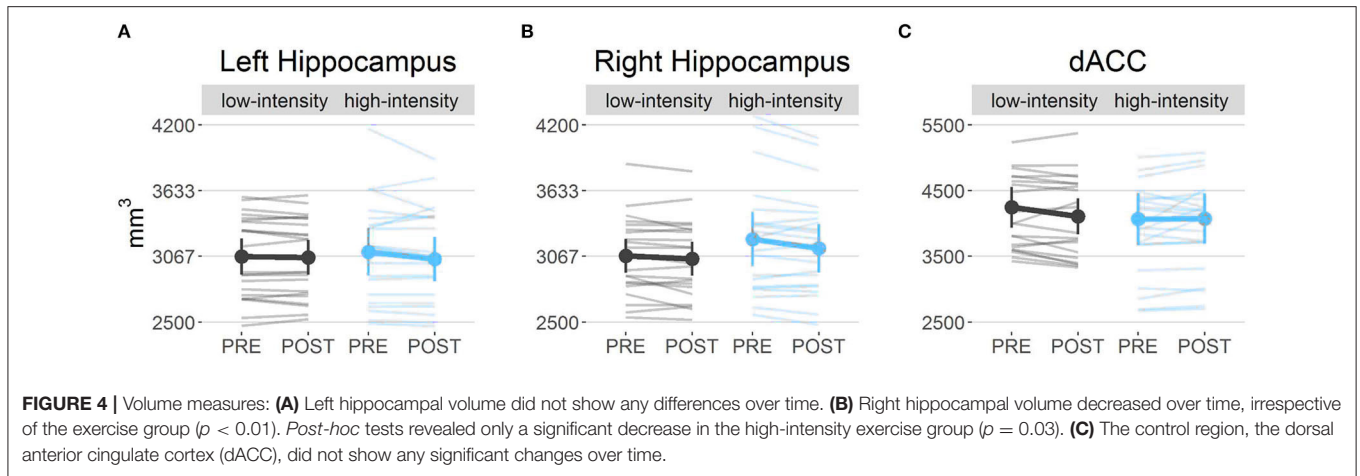 A
B
C
Left Hippocampus
Right Hippocampus
dACC
low-intensity high-intensity
low-intensity high-intensity
low-intensity high-intensity
mm³
4200
3633
3067
2500
4200
3633
3067
2500
5500
4500
3500
2500
PRE POST PRE POST
PRE POST PRE POST
PRE POST PRE POST
FIGURE 4 | Volume measures: (A) Left hippocampal volume did not show any differences over time. (B) Right hippocampal volume decreased over time, irrespective
of the exercise group (p < 0.01). Post-hoc tests revealed only a significant decrease in the high-intensity exercise group (p = 0.03). (C) The control region, the dorsal
anterior cingulate cortex (dACC), did not show any significant changes over time.